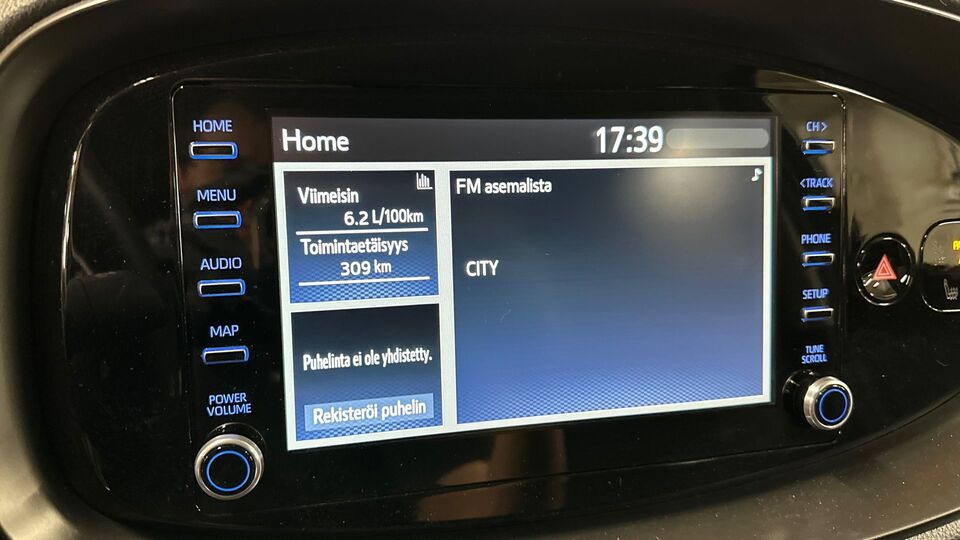 HOME
MENU
AUDIO
MAP
POWER
VOLUME
Home
17:39
Viimeisin
6.2 L/100km
Toimintaetäisyys
309 km
Puhelinta ei ole yhdistetty.
Rekisteröi puhelin
FM asemalista
CITY
CH >
< TRACK
PHONE
SETUP
TUNE
SCROLL